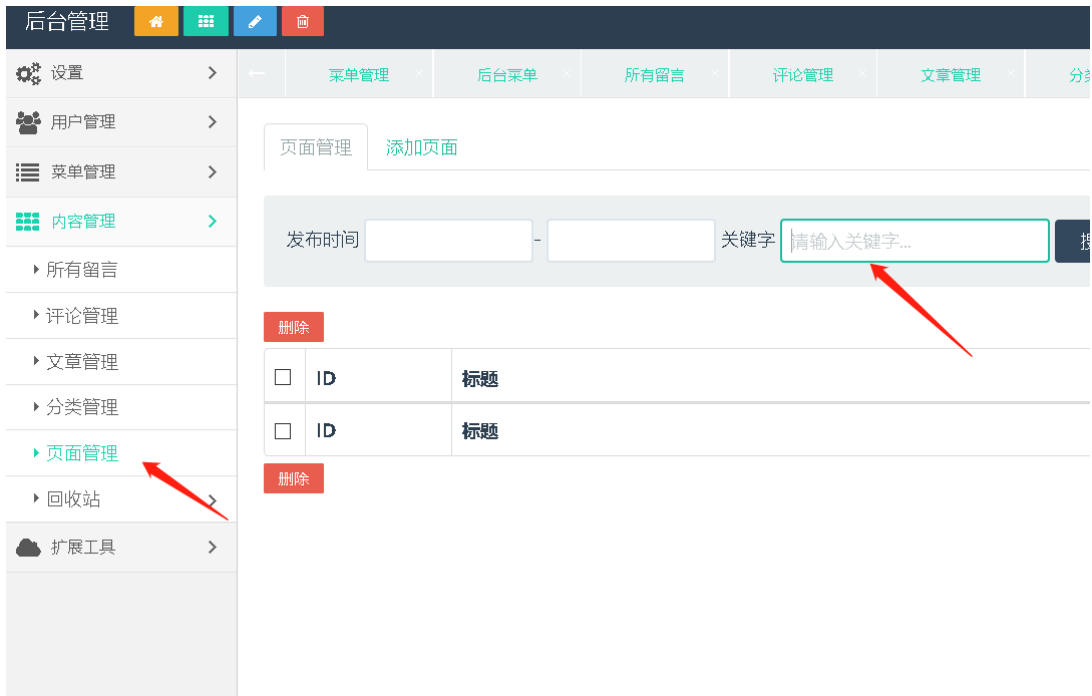 后台管理
设置
菜单管理 × 后台菜单 × 所有留言 × 评论管理 × 文章管理 ×
用户管理
页面管理 添加页面
菜单管理
内容管理
发布时间 - 关键字 请输入关键字...
所有留言
评论管理
删除
文章管理
ID 标题
分类管理
ID 标题
页面管理
删除
回收站
扩展工具